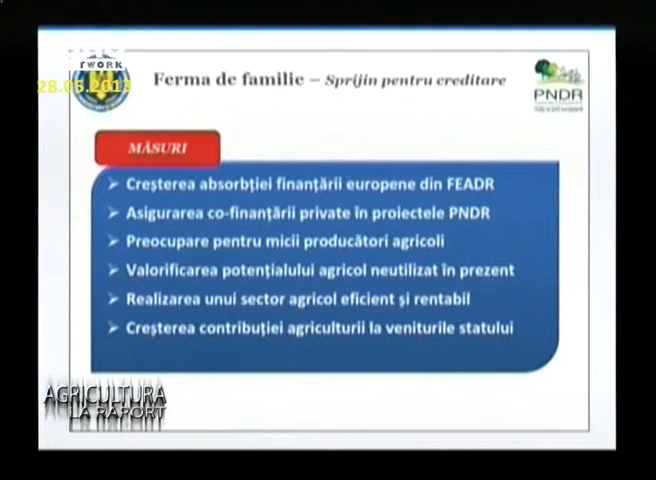 TWORK
28.05.2013
Ferma de familie – Sprijin pentru creditare
PNDR
MĂSURI
➢ Creșterea absorbției finanțării europene din FEADR
➢ Asigurarea co-finanțării private în proiectele PNDR
➢ Preocupare pentru micii producători agricoli
➢ Valorificarea potențialului agricol neutilizat în prezent
➢ Realizarea unui sector agricol eficient și rentabil
➢ Creșterea contribuției agriculturii la veniturile statului
AGRICULTURA
LA RAPORT